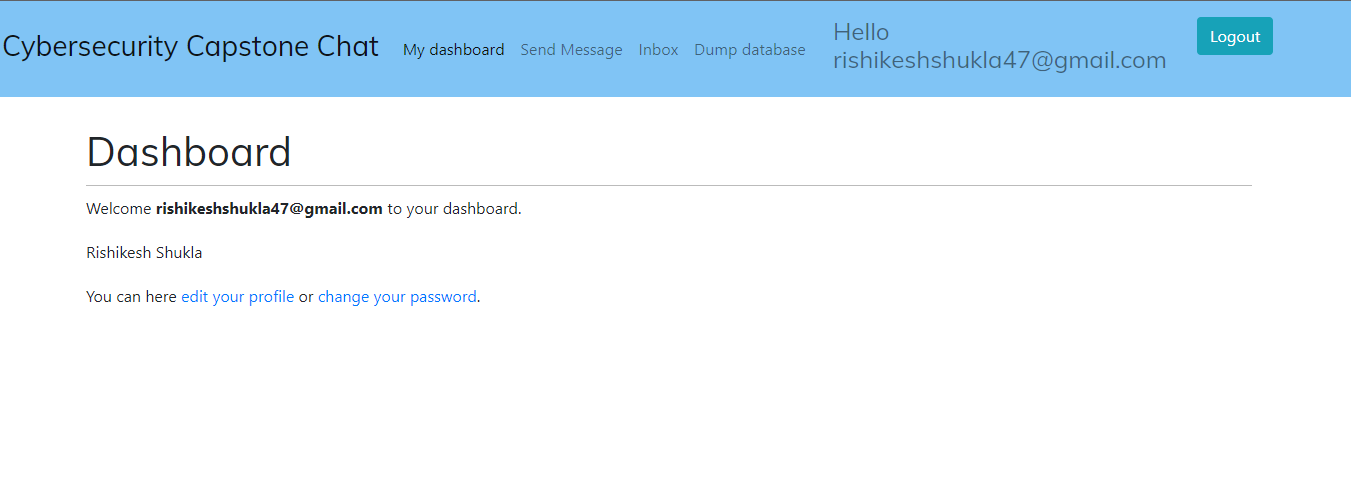 Cybersecurity Capstone Chat My dashboard Send Message Inbox Dump database
Hello
rishikeshshukla47@gmail.com
Logout
Dashboard
Welcome rishikeshshukla47@gmail.com to your dashboard.
Rishikesh Shukla
You can here edit your profile or change your password.